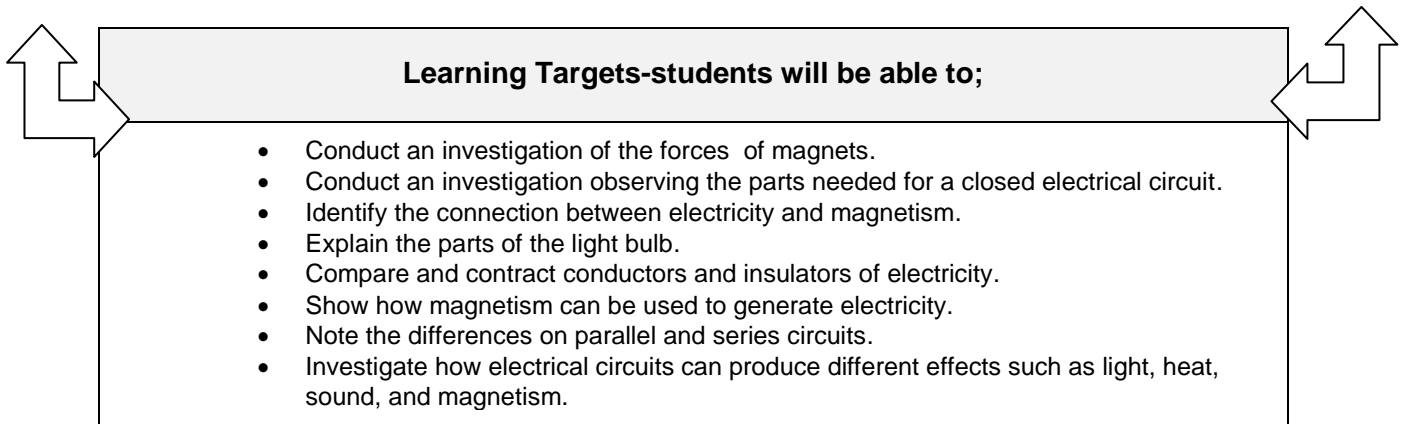 Learning Targets-students will be able to;
• Conduct an investigation of the forces  of magnets.
• Conduct an investigation observing the parts needed for a closed electrical circuit.
• Identify the connection between electricity and magnetism.
• Explain the parts of the light bulb.
• Compare and contract conductors and insulators of electricity.
• Show how magnetism can be used to generate electricity.
• Note the differences on parallel and series circuits.
• Investigate how electrical circuits can produce different effects such as light, heat,
sound, and magnetism.